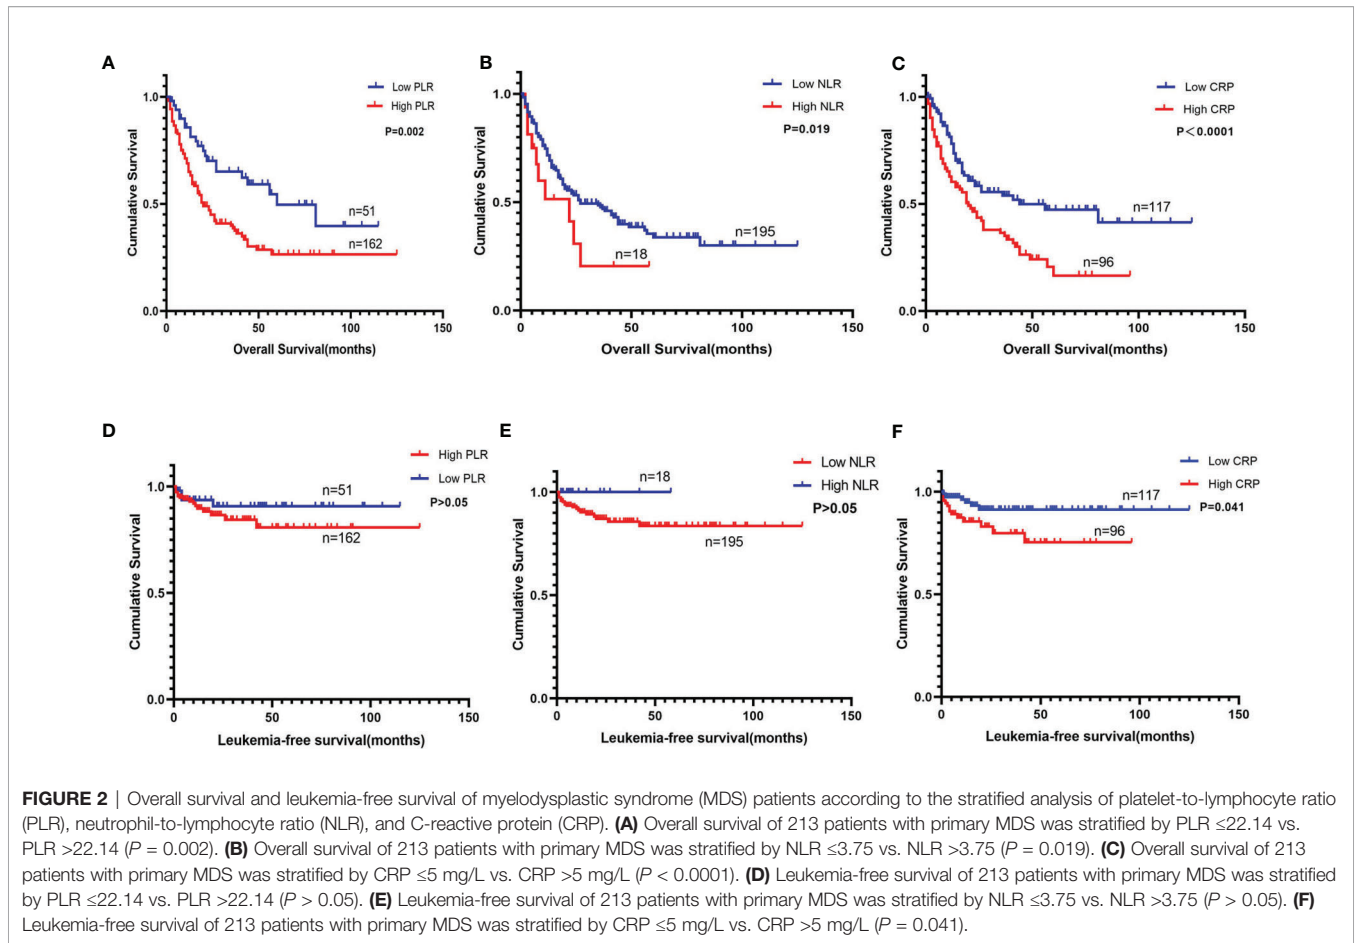 A
Low PLR
High PLR
P=0.002
1.0
0.5
0.0
Cumulative Survival
n=51
n=162
0 50 100 150
Overall Survival(months)
B
Low NLR
High NLR
P=0.019
1.0
0.5
0.0
Cumulative Survival
n=195
n=18
0 50 100 150
Overall Survival(months)
C
Low CRP
High CRP
P<0.0001
1.0
0.5
0.0
Cumulative Survival
n=117
n=96
0 50 100 150
Overall Survival(months)
D
High PLR
Low PLR
P>0.05
1.0
0.5
0.0
Cumulative Survival
n=51
n=162
0 50 100 150
Leukemia-free survival(months)
E
Low NLR
High NLR
P>0.05
1.0
0.5
0.0
Cumulative Survival
n=18
n=195
0 50 100 150
Leukemia-free survival(months)
F
Low CRP
High CRP
P=0.041
1.0
0.5
0.0
Cumulative Survival
n=117
n=96
0 50 100 150
Leukemia-free survival(months)
FIGURE 2 | Overall survival and leukemia-free survival of myelodysplastic syndrome (MDS) patients according to the stratified analysis of platelet-to-lymphocyte ratio
(PLR), neutrophil-to-lymphocyte ratio (NLR), and C-reactive protein (CRP). (A) Overall survival of 213 patients with primary MDS was stratified by PLR ≤22.14 vs.
PLR >22.14 (P = 0.002). (B) Overall survival of 213 patients with primary MDS was stratified by NLR ≤3.75 vs. NLR >3.75 (P = 0.019). (C) Overall survival of 213
patients with primary MDS was stratified by CRP ≤5 mg/L vs. CRP >5 mg/L (P < 0.0001). (D) Leukemia-free survival of 213 patients with primary MDS was stratified
by PLR ≤22.14 vs. PLR >22.14 (P > 0.05). (E) Leukemia-free survival of 213 patients with primary MDS was stratified by NLR ≤3.75 vs. NLR >3.75 (P > 0.05). (F)
Leukemia-free survival of 213 patients with primary MDS was stratified by CRP ≤5 mg/L vs. CRP >5 mg/L (P = 0.041).